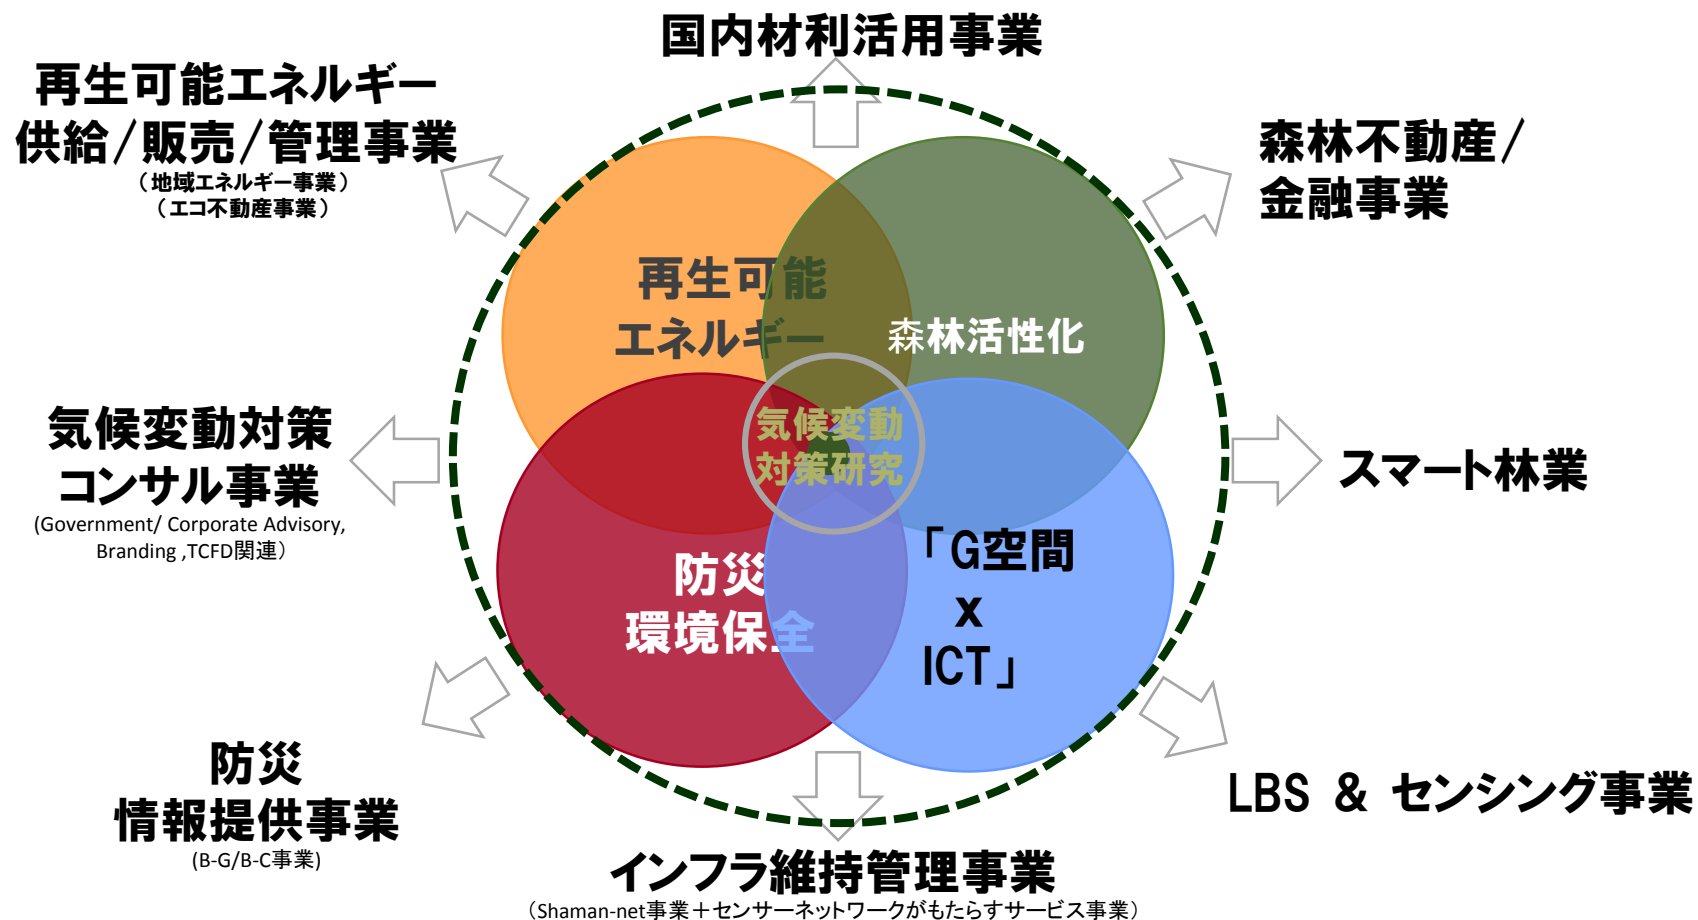 国内材利活用事業
再生可能エネルギー
供給/販売/管理事業
（地域エネルギー事業）
（エコ不動産事業）
森林不動産/
金融事業
再生可能
エネルギー
森林活性化
気候変動
対策研究
気候変動対策
コンサル事業
(Government/ Corporate Advisory,
Branding ,TCFD関連）
スマート林業
防災
環境保全
「G空間
x
ICT」
防災
情報提供事業
(B-G/B-C事業)
LBS & センシング事業
インフラ維持管理事業
（Shaman-net事業＋センサーネットワークがもたらすサービス事業）